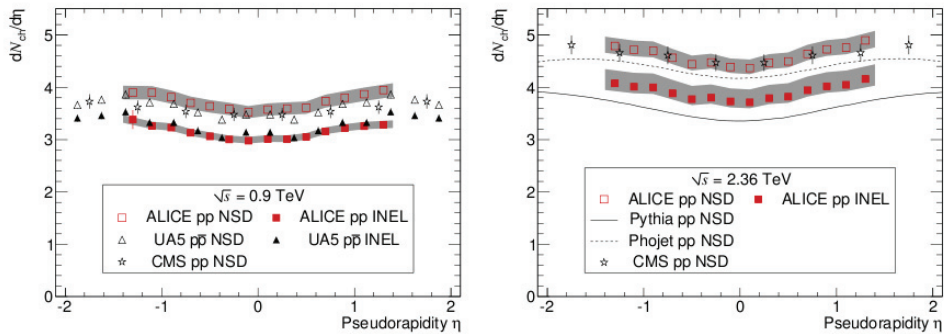 dN_ch/dη
5
4
3
2
1
0
√s = 0.9 TeV
ALICE pp NSD
ALICE pp INEL
UA5 pp̅ NSD
UA5 pp̅ INEL
CMS pp NSD
-2
-1
0
1
2
Pseudorapidity η
dN_ch/dη
5
4
3
2
1
0
√s = 2.36 TeV
ALICE pp NSD
ALICE pp INEL
Pythia pp NSD
Phojet pp NSD
CMS pp NSD
-2
-1
0
1
2
Pseudorapidity η